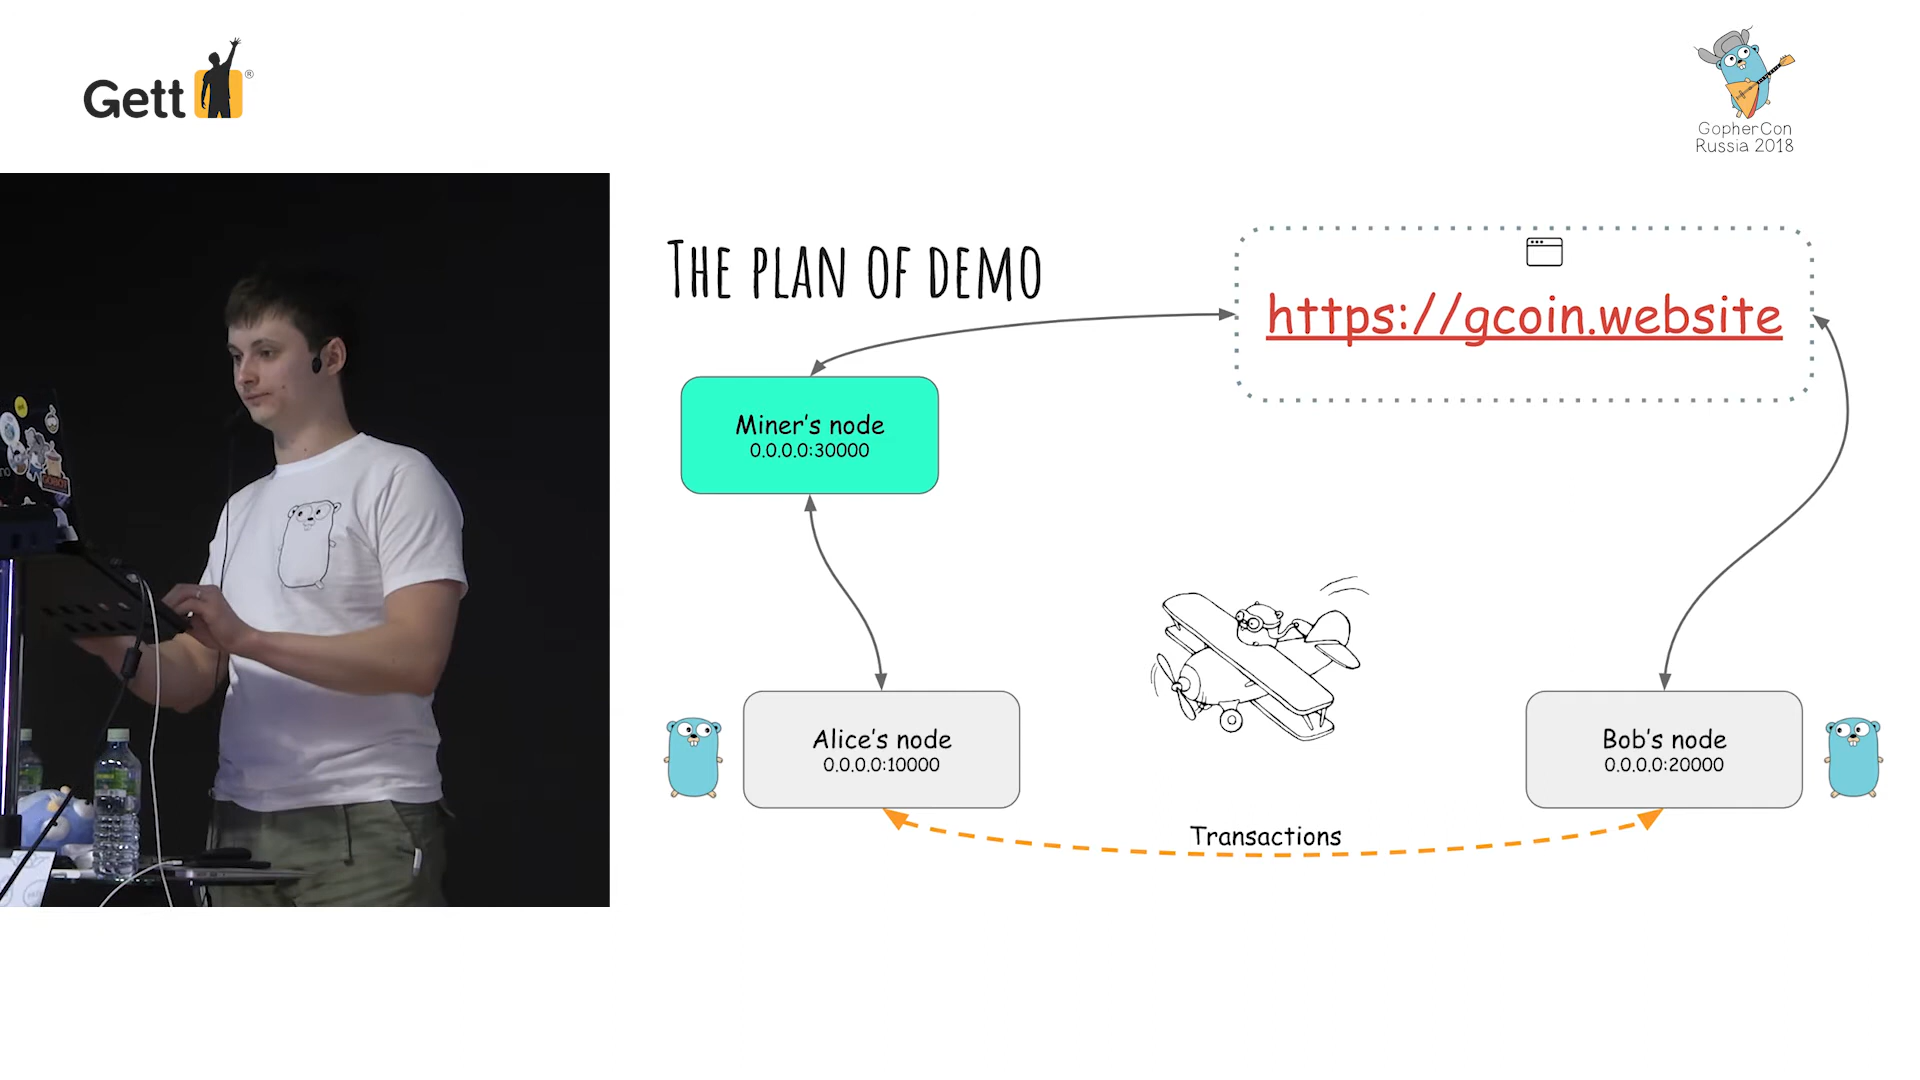 Gett®
GopherCon
Russia 2018
The plan of demo
https://gcoin.website
Miner's node
0.0.0.0:30000
Alice's node
0.0.0.0:10000
Bob's node
0.0.0.0:20000
Transactions